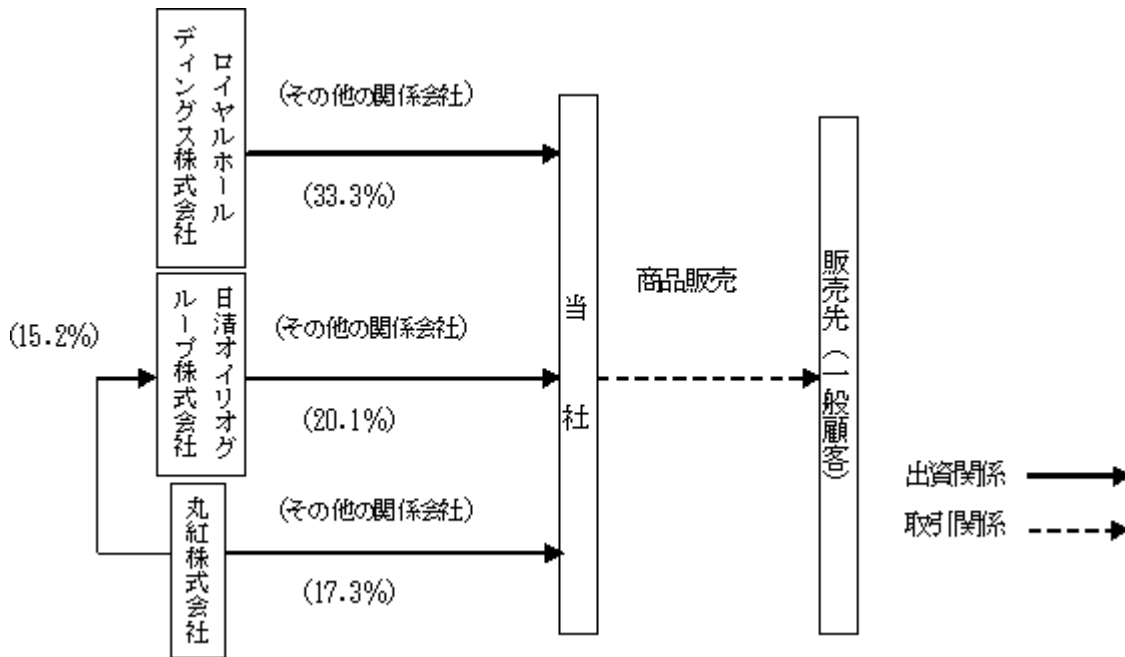 ロイヤルホール
ディングス株式会社
(その他の関係会社)
(33.3%)
日清オイリオグ
ループ株式会社
(15.2%)
(その他の関係会社)
(20.1%)
丸紅株式会社
(その他の関係会社)
(17.3%)
当社
商品販売
販売先(一般顧客)
出資関係
取引関係